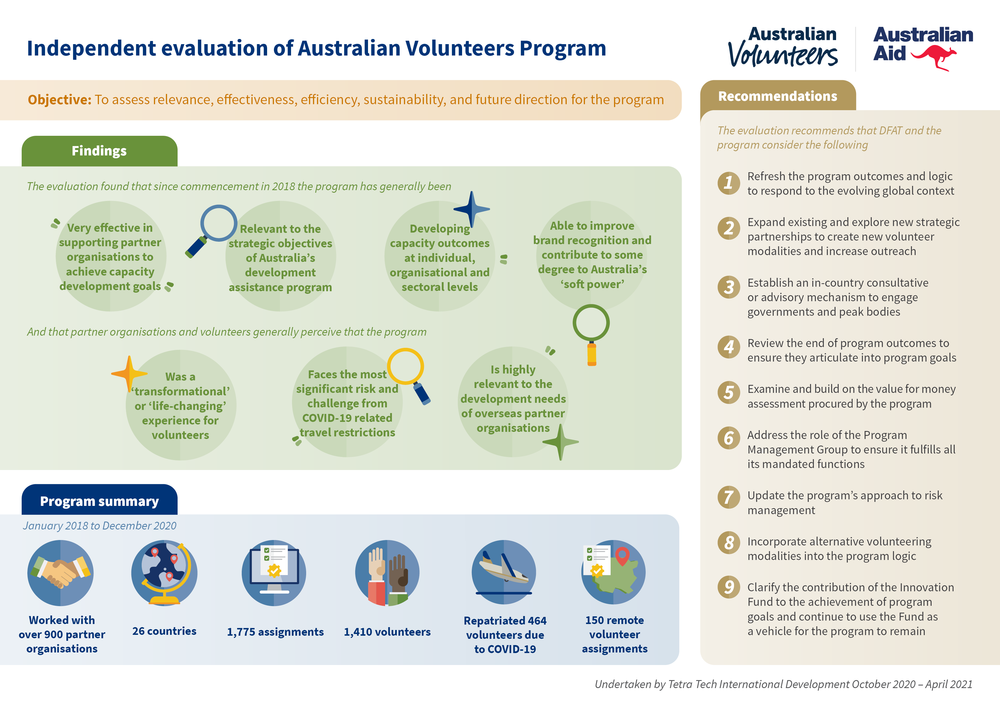 Independent evaluation of Australian Volunteers Program
Australian
Volunteers
Australian
Aid
Objective: To assess relevance, effectiveness, efficiency, sustainability, and future direction for the program
Findings
The evaluation found that since commencement in 2018 the program has generally been
Very effective in
supporting partner
organisations to
achieve capacity
development goals
Relevant to the
strategic objectives
of Australia’s
development
assistance program
Developing
capacity outcomes
at individual,
organisational and
sectoral levels
Able to improve
brand recognition and
contribute to some
degree to Australia’s
‘soft power’
And that partner organisations and volunteers generally perceive that the program
Was a
‘transformational’
or ‘life-changing’
experience for
volunteers
Faces the most
significant risk and
challenge from
COVID-19 related
travel restrictions
Is highly
relevant to the
development needs
of overseas partner
organisations
Program summary
January 2018 to December 2020
Worked with
over 900 partner
organisations
26 countries
1,775 assignments
1,410 volunteers
Repatriated 464
volunteers due
to COVID-19
150 remote
volunteer
assignments
Recommendations
The evaluation recommends that DFAT and the
program consider the following
1 Refresh the program outcomes and logic
to respond to the evolving global context
2 Expand existing and explore new strategic
partnerships to create new volunteer
modalities and increase outreach
3 Establish an in-country consultative
or advisory mechanism to engage
governments and peak bodies
4 Review the end of program outcomes to
ensure they articulate into program goals
5 Examine and build on the value for money
assessment procured by the program
6 Address the role of the Program
Management Group to ensure it fulfills all
its mandated functions
7 Update the program’s approach to risk
management
8 Incorporate alternative volunteering
modalities into the program logic
9 Clarify the contribution of the Innovation
Fund to the achievement of program
goals and continue to use the Fund as
a vehicle for the program to remain
Undertaken by Tetra Tech International Development October 2020 – April 2021